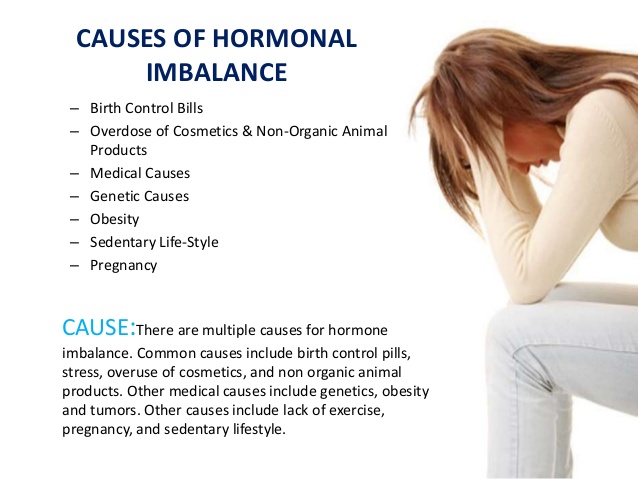 CAUSES OF HORMONAL
IMBALANCE
– Birth Control Bills
– Overdose of Cosmetics & Non-Organic Animal
Products
– Medical Causes
– Genetic Causes
– Obesity
– Sedentary Life-Style
– Pregnancy
CAUSE:There are multiple causes for hormone
imbalance. Common causes include birth control pills,
stress, overuse of cosmetics, and non organic animal
products. Other medical causes include genetics, obesity
and tumors. Other causes include lack of exercise,
pregnancy, and sedentary lifestyle.